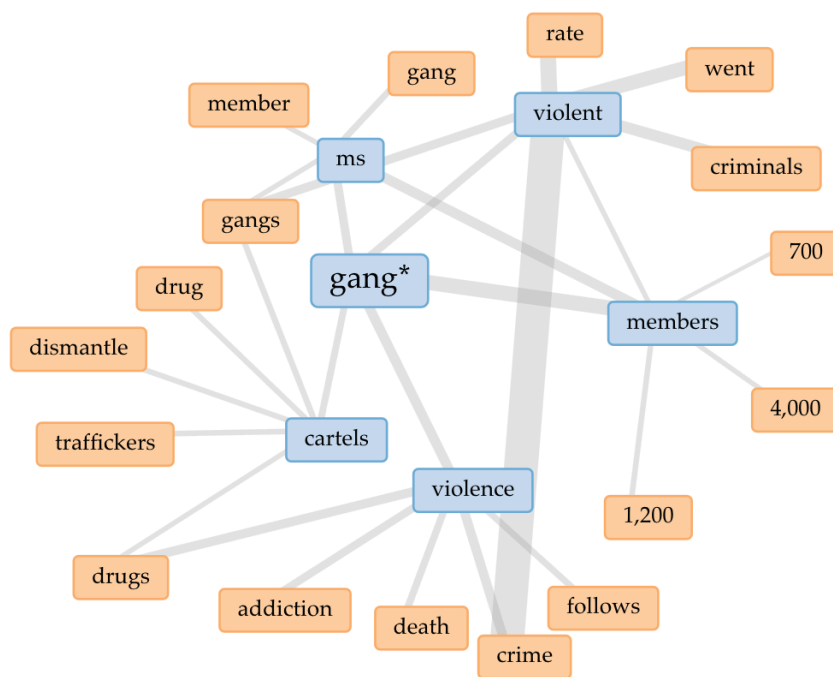 rate
went
gang
member
violent
ms
criminals
gangs
700
drug
gang*
members
dismantle
4,000
traffickers
cartels
violence
1,200
drugs
addiction
follows
death
crime